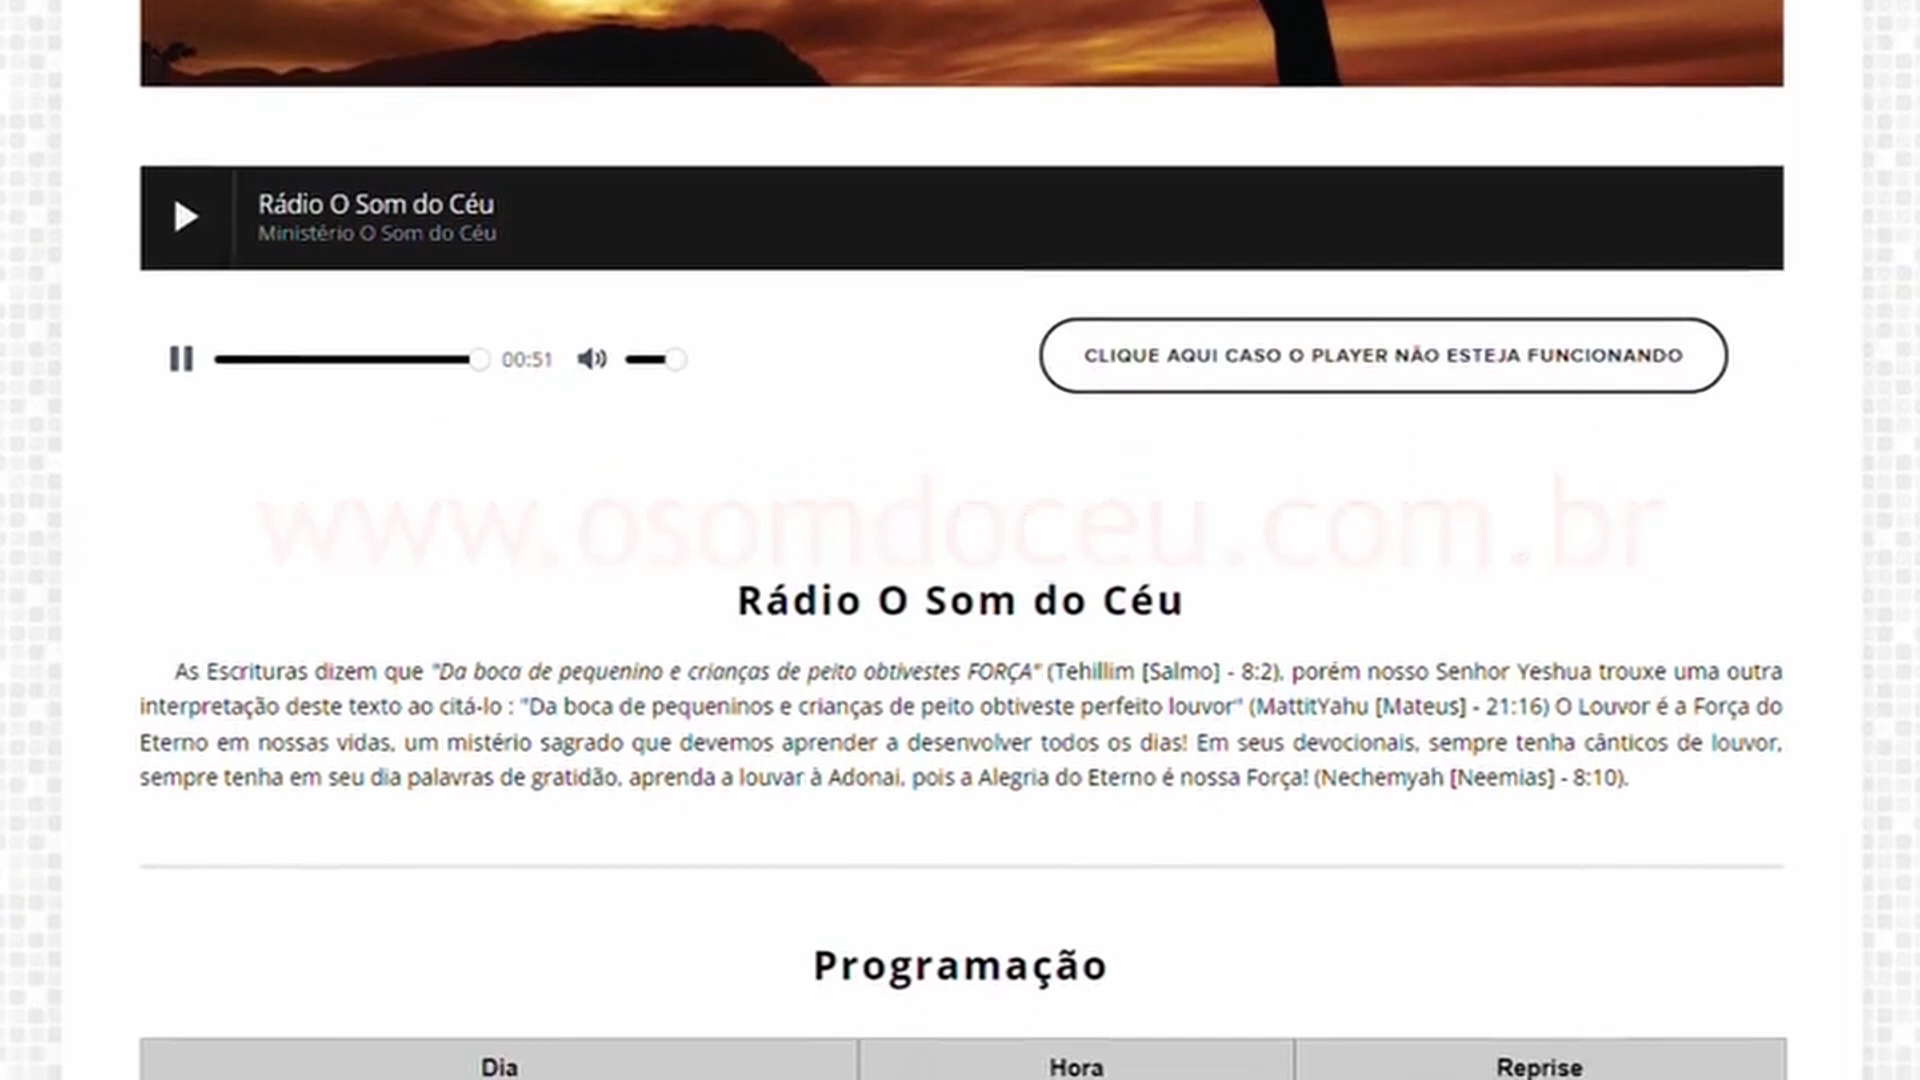 Rádio O Som do Céu
Ministério O Som do Céu
00:51
CLIQUE AQUI CASO O PLAYER NÃO ESTEJA FUNCIONANDO
www.osomdoceu.com.br
Rádio O Som do Céu
As Escrituras dizem que "Da boca de pequenino e crianças de peito obtivestes FORÇA" (Tehillim [Salmo] - 8:2), porém nosso Senhor Yeshua trouxe uma outra
interpretação deste texto ao citá-lo : "Da boca de pequeninos e crianças de peito obtiveste perfeito louvor" (MattitYahu [Mateus] - 21:16) O Louvor é a Força do
Eterno em nossas vidas, um mistério sagrado que devemos aprender a desenvolver todos os dias! Em seus devocionais, sempre tenha cânticos de louvor,
sempre tenha em seu dia palavras de gratidão, aprenda a louvar à Adonai, pois a Alegria do Eterno é nossa Força! (Nechemyah [Neemias] - 8:10).
Programação
Dia Hora Reprise